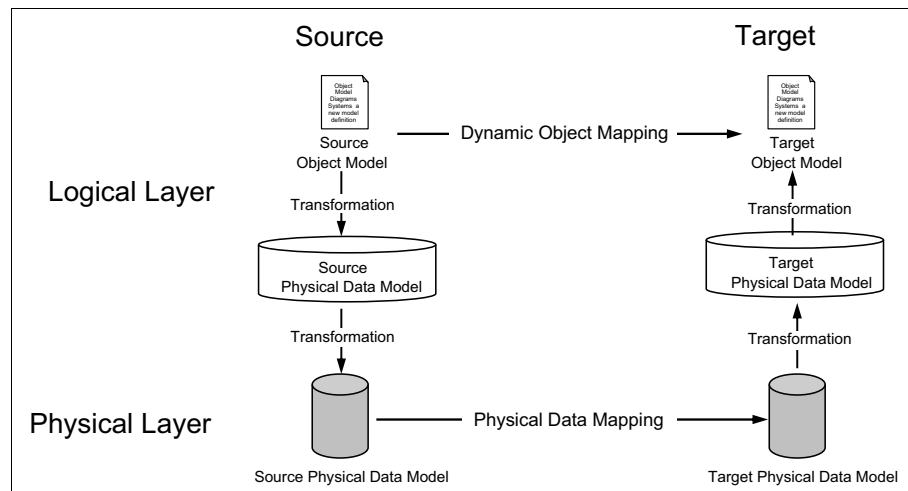 Source
Target
Object
Model
Diagrams
Systems a
new model
definition
Object
Model
Diagrams
Systems a
new model
definition
Dynamic Object Mapping
Source
Object Model
Target
Object Model
Logical Layer
Transformation
Transformation
Source
Physical Data Model
Target
Physical Data Model
Transformation
Transformation
Physical Layer
Physical Data Mapping
Source Physical Data Model
Target Physical Data Model